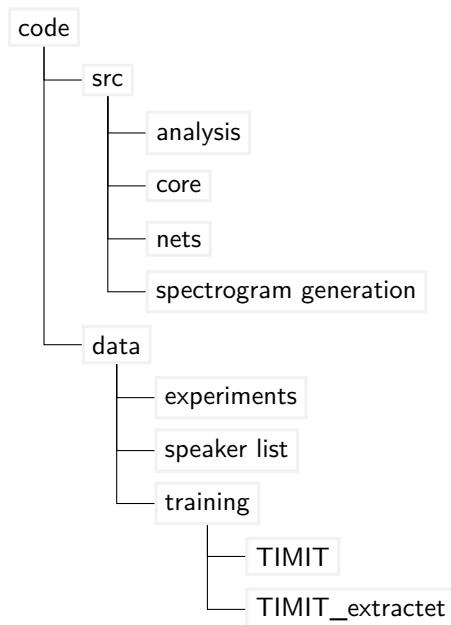 code
src
analysis
core
nets
spectrogram generation
data
experiments
speaker list
training
TIMIT
TIMIT_extractet